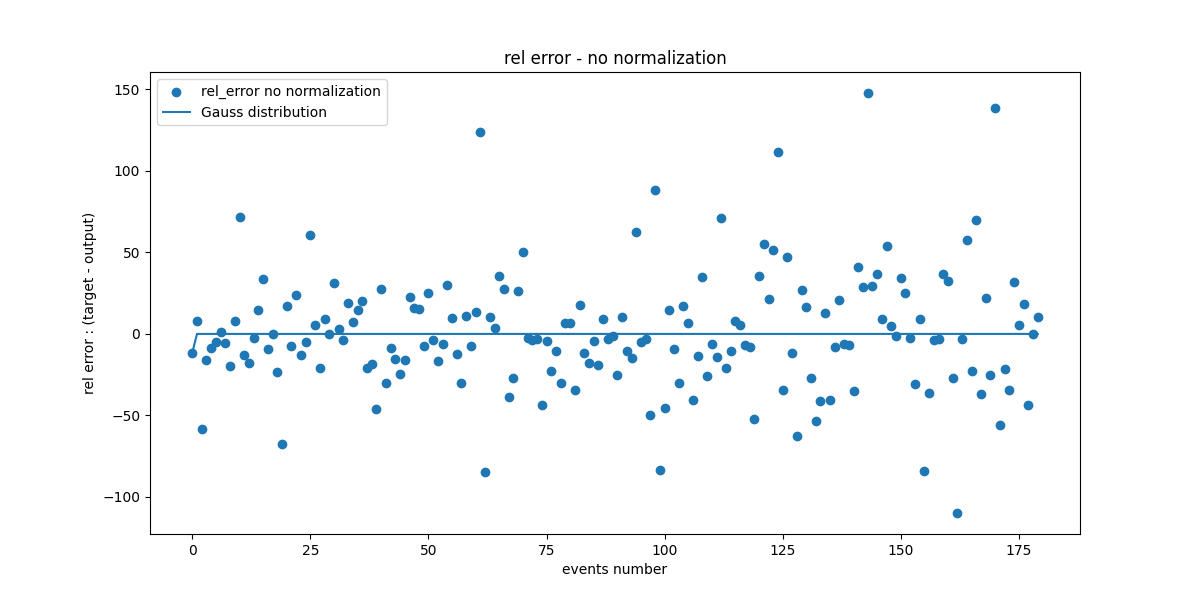 rel error - no normalization
rel_error no normalization
Gauss distribution
150
100
50
0
−50
−100
rel error : (target - output)
0 25 50 75 100 125 150 175
events number